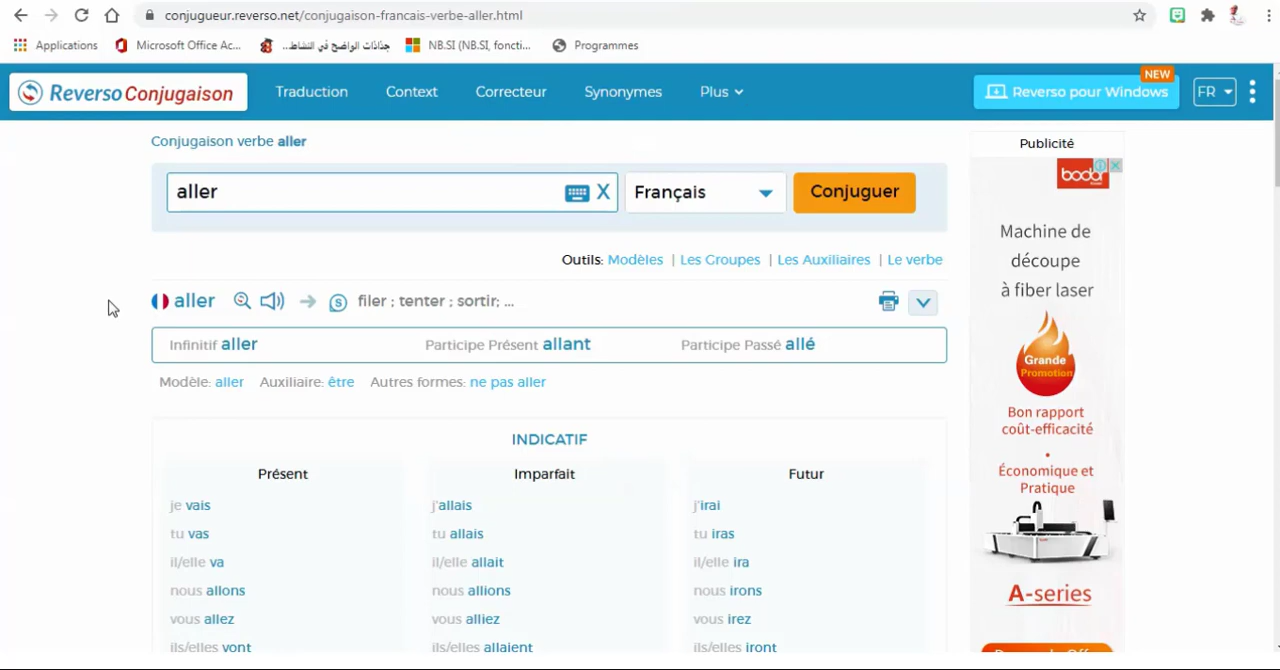 conjugueur.reverso.net/conjugaison-francais-verbe-aller.html
Applications Microsoft Office Ac... جذاذات الواضح في النشاط... NB.SI (NB.SI, foncti... Programmes
Reverso Conjugaison Traduction Context Correcteur Synonymes Plus NEW Reverso pour Windows FR
Conjugaison verbe aller
aller X Français Conjuguer
Outils: Modèles | Les Groupes | Les Auxiliaires | Le verbe
aller filer ; tenter ; sortir; ...
Infinitif aller Participe Présent allant Participe Passé allé
Modèle: aller Auxiliaire: être Autres formes: ne pas aller
INDICATIF
Présent
je vais
tu vas
il/elle va
nous allons
vous allez
ils/elles vont
Imparfait
j'allais
tu allais
il/elle allait
nous allions
vous alliez
ils/elles allaient
Futur
j'irai
tu iras
il/elle ira
nous irons
vous irez
ils/elles iront
Publicité
Machine de
découpe
à fiber laser
Grande
Promotion
Bon rapport
coût-efficacité
•
Économique et
Pratique
A-series